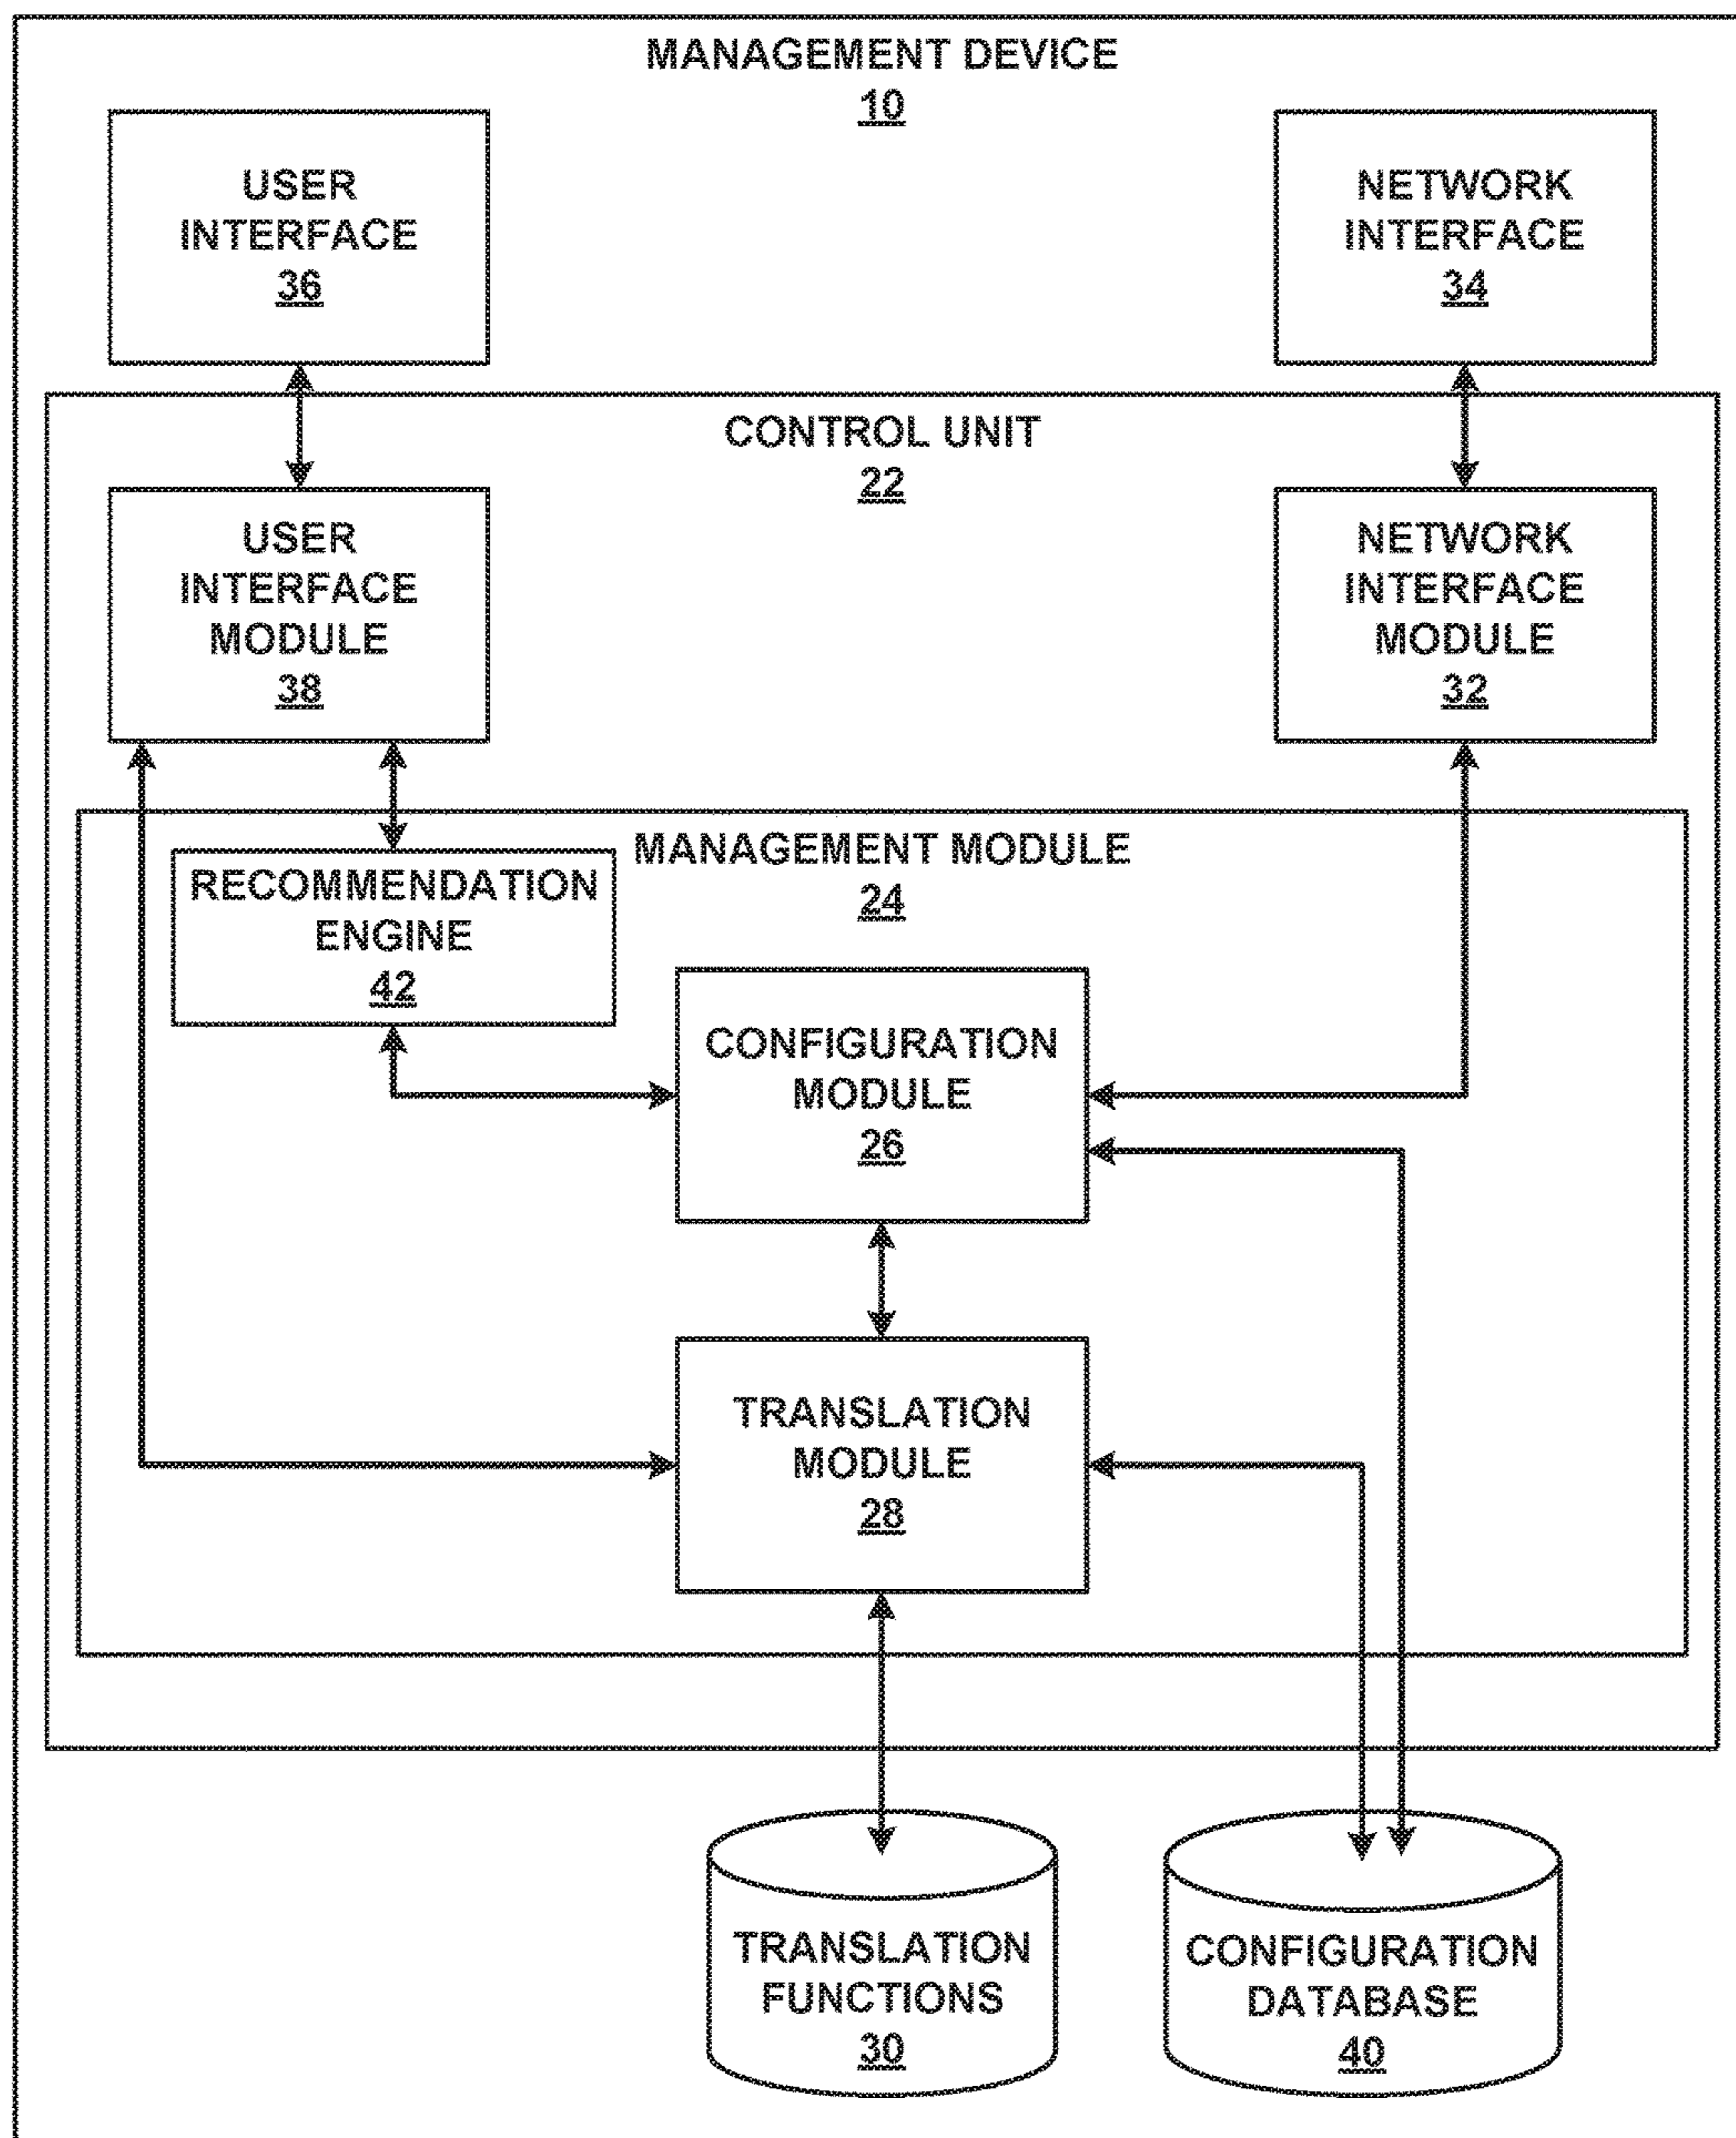 MANAGEMENT DEVICE
10
USER
INTERFACE
36
NETWORK
INTERFACE
34
CONTROL UNIT
22
USER
INTERFACE
MODULE
38
NETWORK
INTERFACE
MODULE
32
MANAGEMENT MODULE
24
RECOMMENDATION
ENGINE
42
CONFIGURATION
MODULE
26
TRANSLATION
MODULE
28
TRANSLATION
FUNCTIONS
30
CONFIGURATION
DATABASE
40